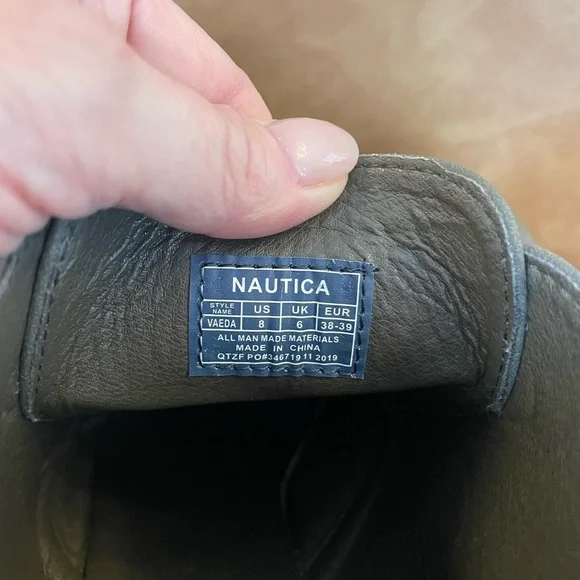 NAUTICA
STYLE NAME US UK EUR
VAEDA 8 6 38-39
ALL MAN MADE MATERIALS
MADE IN CHINA
QTZF PO#346719 11 2019